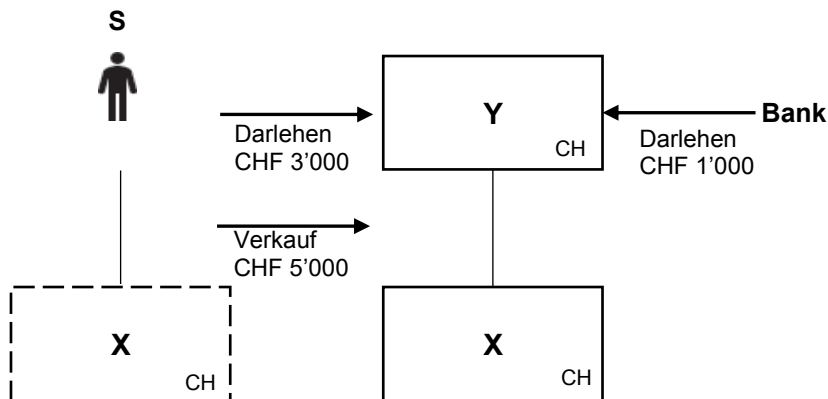 S
Y
CH
Bank
Darlehen
CHF 3'000
Darlehen
CHF 1'000
Verkauf
CHF 5'000
X
CH
X
CH